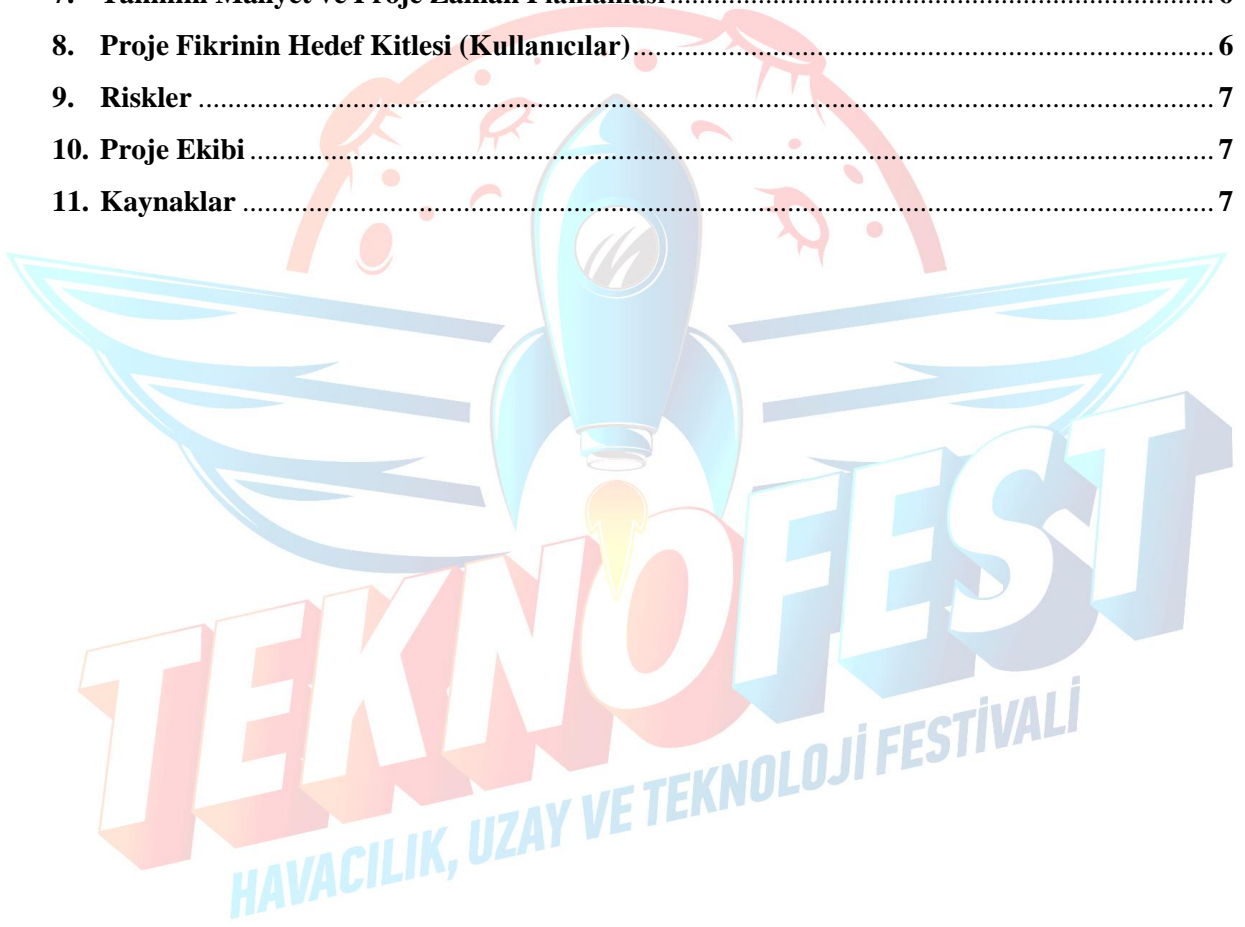 8. Proje Fikrinin Hedef Kitlesi (Kullanıcılar) 6
9. Riskler 7
10. Proje Ekibi 7
11. Kaynaklar 7
TEKNOFEST
HAVACILIK, UZAY VE TEKNOLOJİ FESTİVALİ